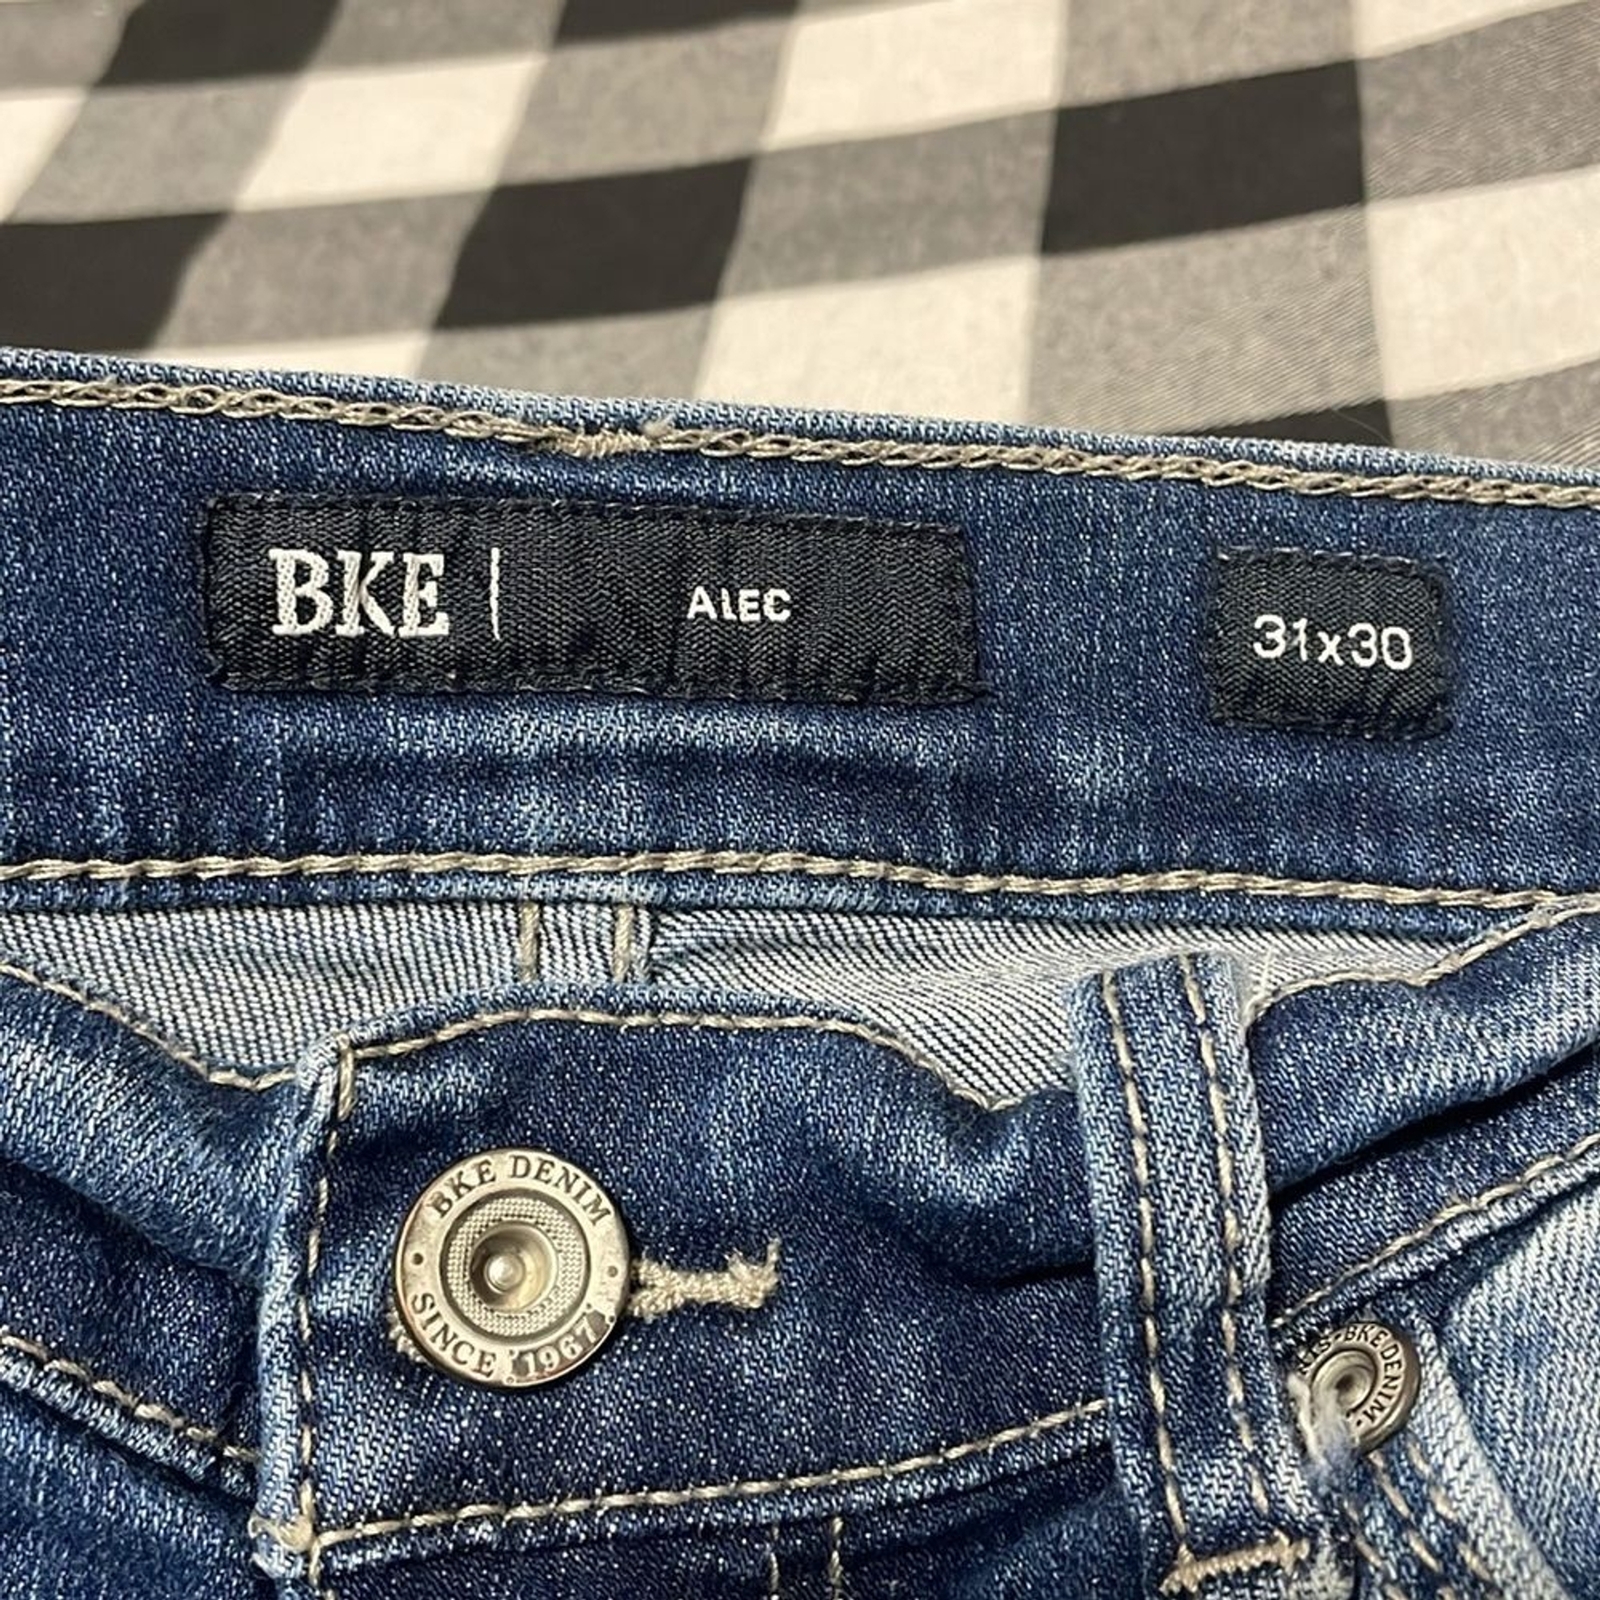 BKE | ALEC
31x30
BKE DENIM
SINCE 1967
BKE DENIM